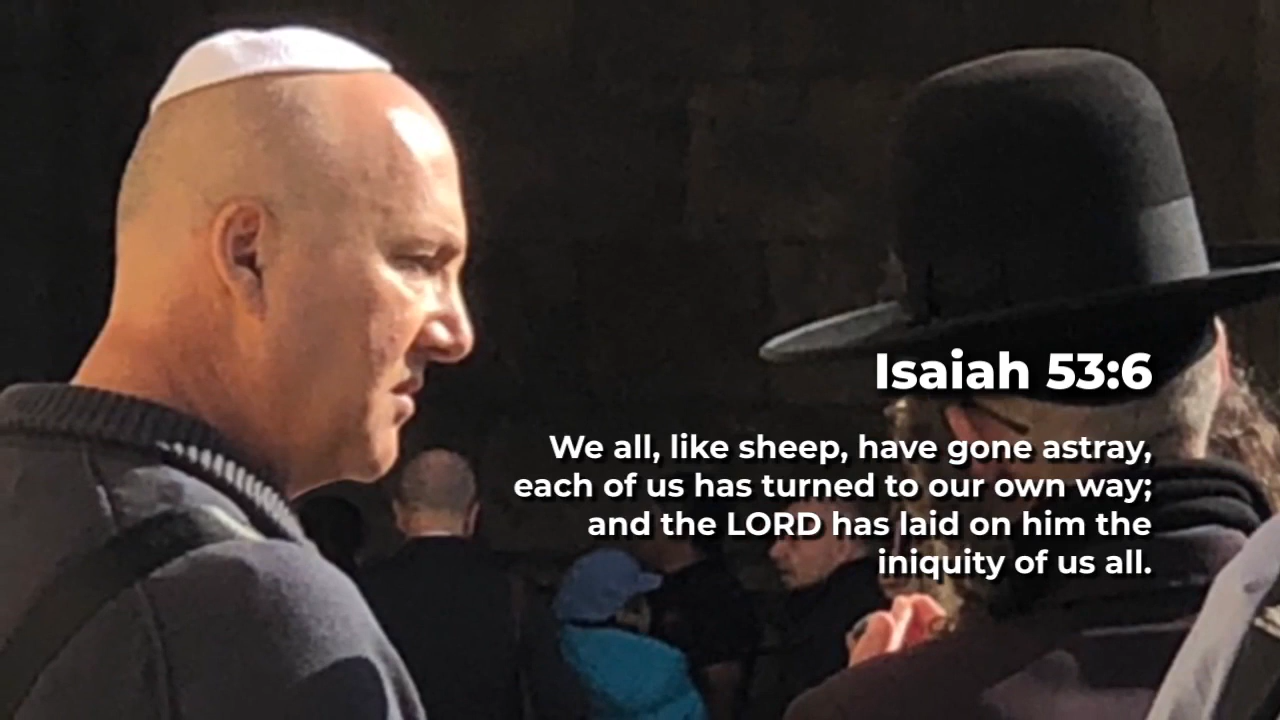 Isaiah 53:6
We all, like sheep, have gone astray,
each of us has turned to our own way;
and the LORD has laid on him the
iniquity of us all.